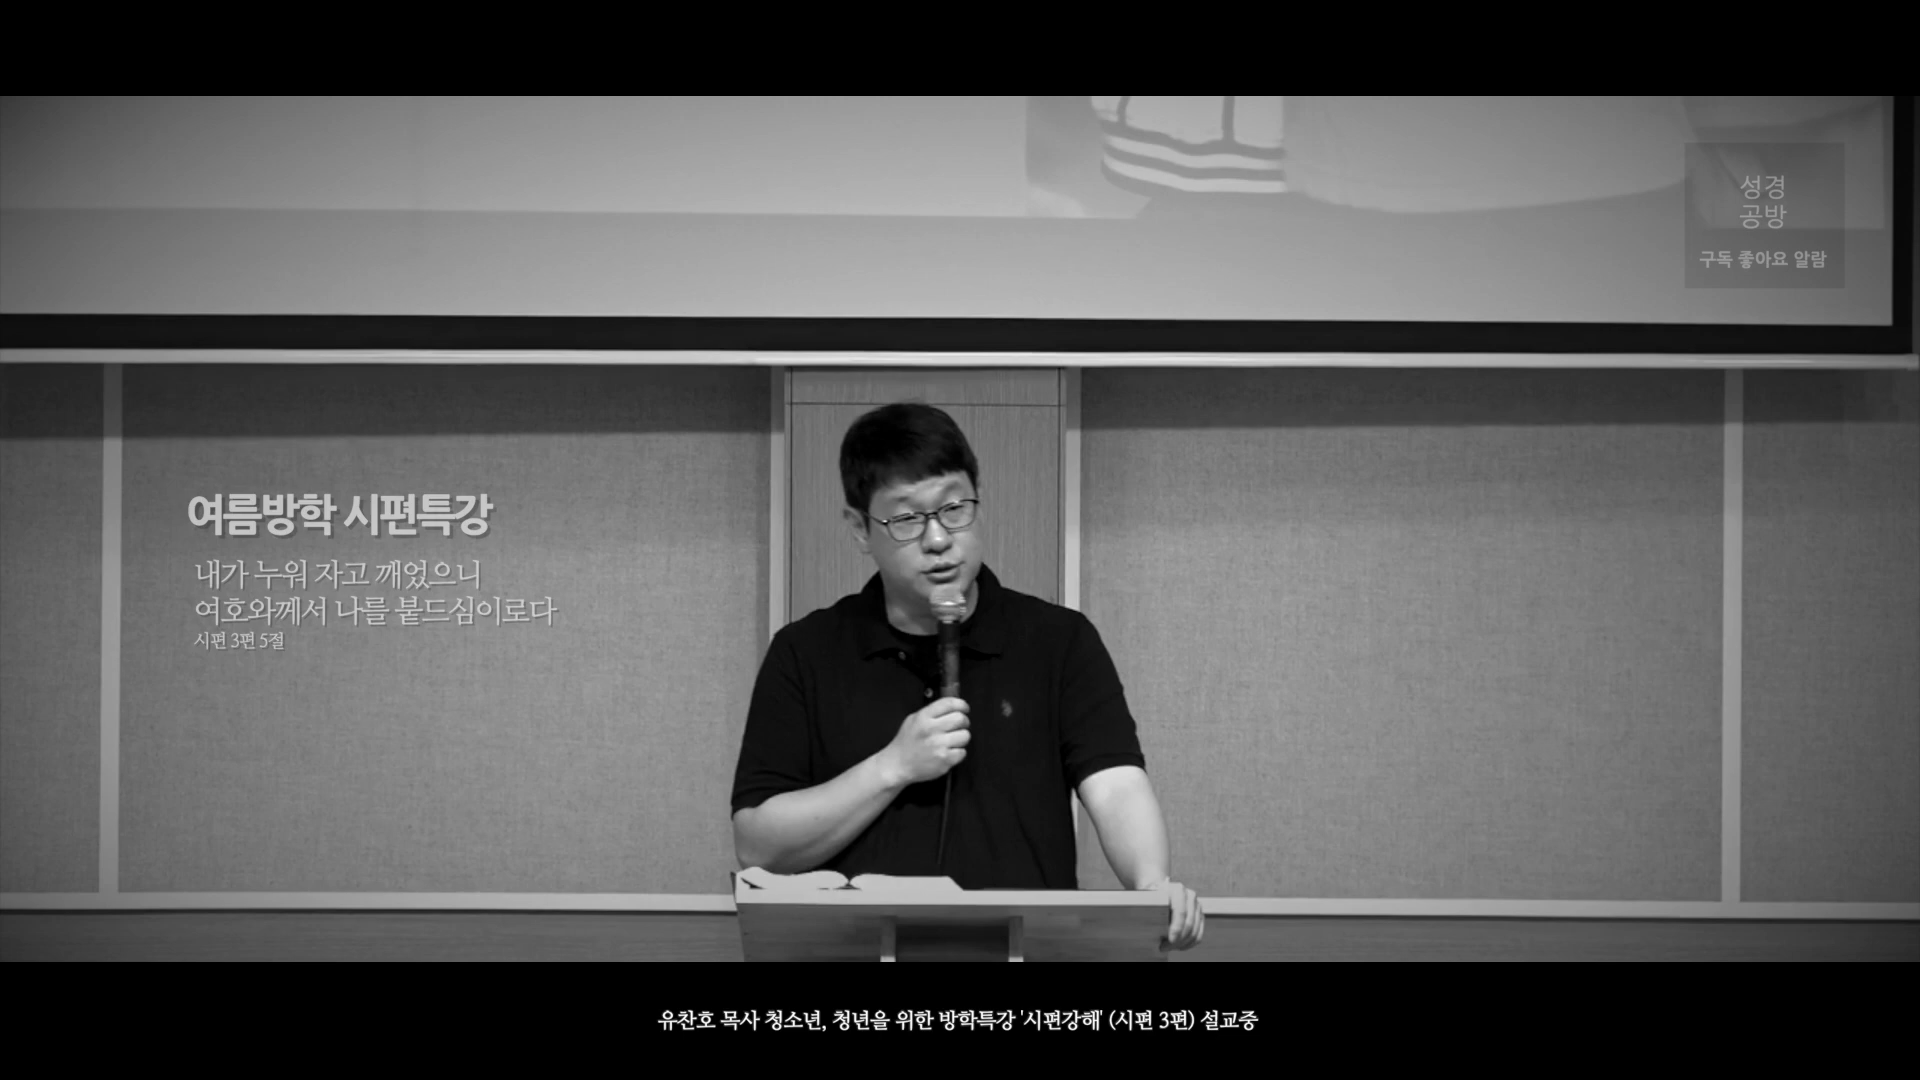 성경
공방
구독 좋아요 알람
여름방학 시편특강
내가 누워 자고 깨었으니
여호와께서 나를 붙드심이로다
시편 3편 5절
유찬호 목사 청소년, 청년을 위한 방학특강 '시편강해' (시편 3편) 설교중